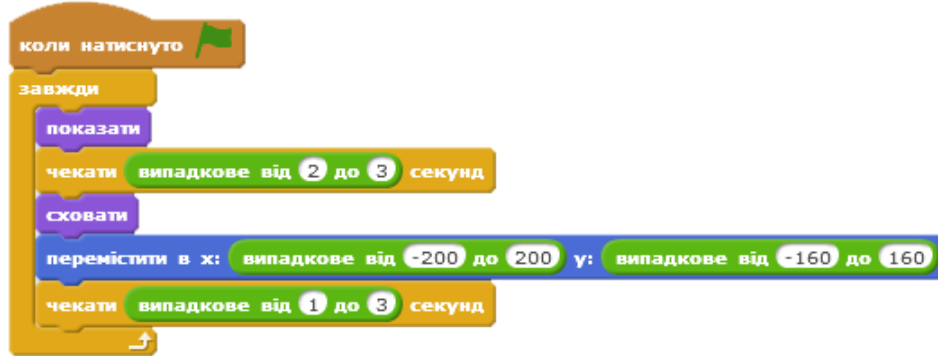 коли натиснуто
завжди
показати
чекати випадкове від 2 до 3 секунд
сховати
перемістити в x: випадкове від -200 до 200 y: випадкове від -160 до 160
чекати випадкове від 1 до 3 секунд